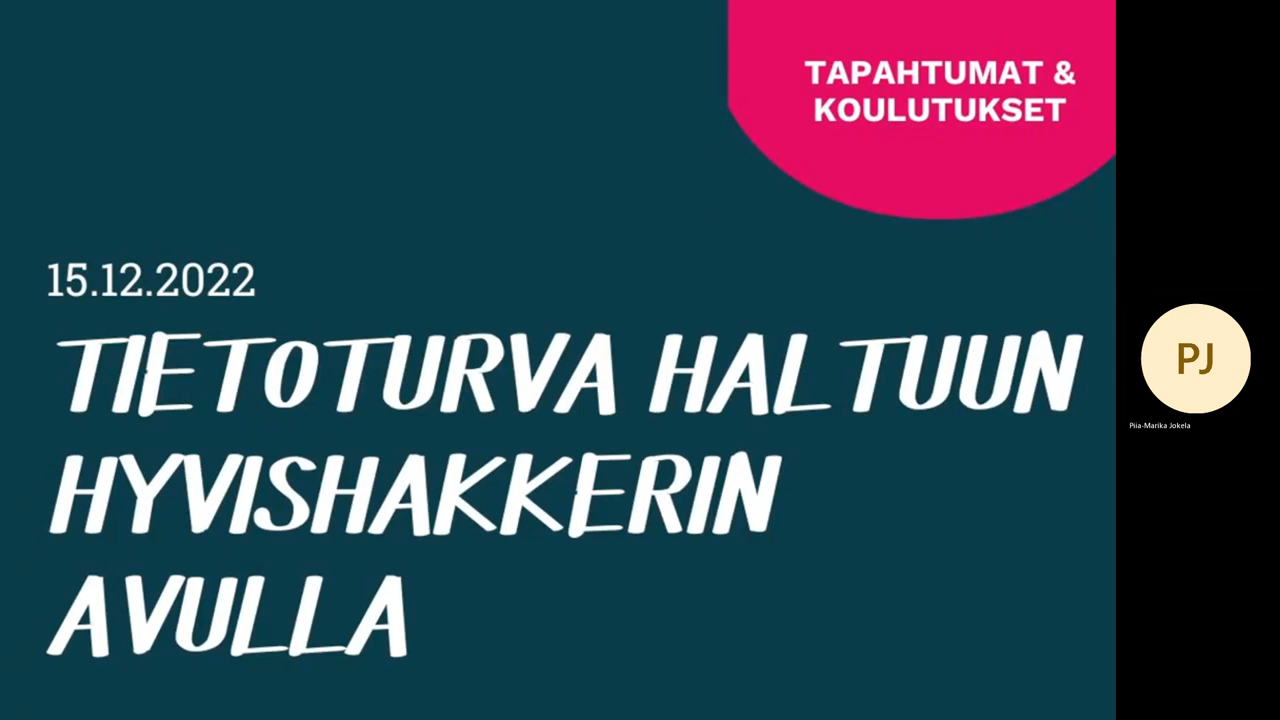 TAPAHTUMAT &
KOULUTUKSET
15.12.2022
TIETOTURVA HALTUUN
HYVISHAKKERIN
AVULLA
PJ
Piia-Marika Jokela